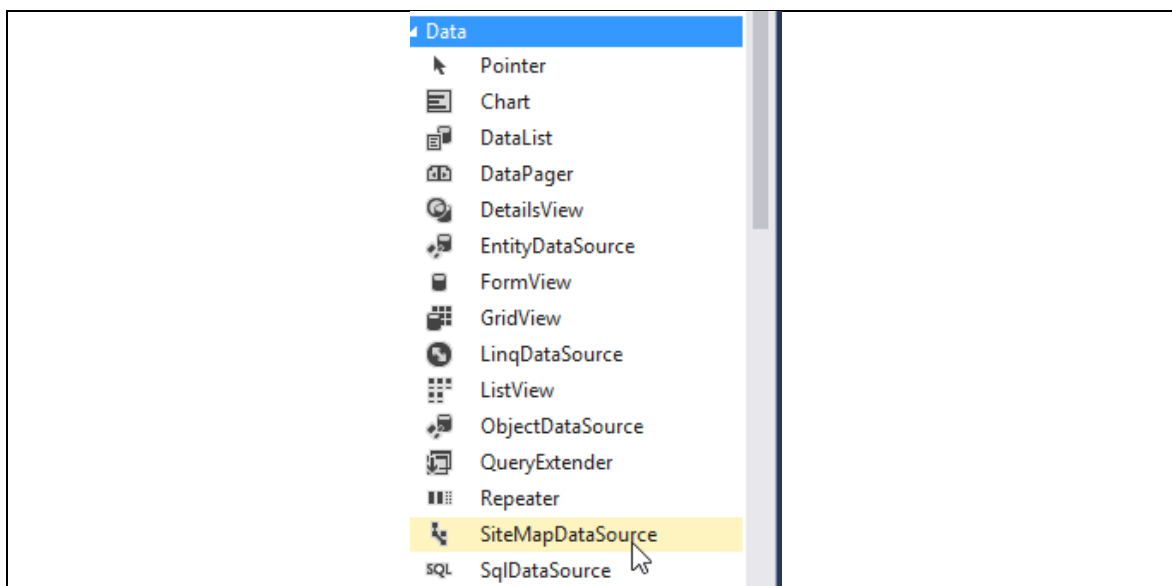 Data
Pointer
Chart
DataList
DataPager
DetailsView
EntityDataSource
FormView
GridView
LinqDataSource
ListView
ObjectDataSource
QueryExtender
Repeater
SiteMapDataSource
SQL SqlDataSource